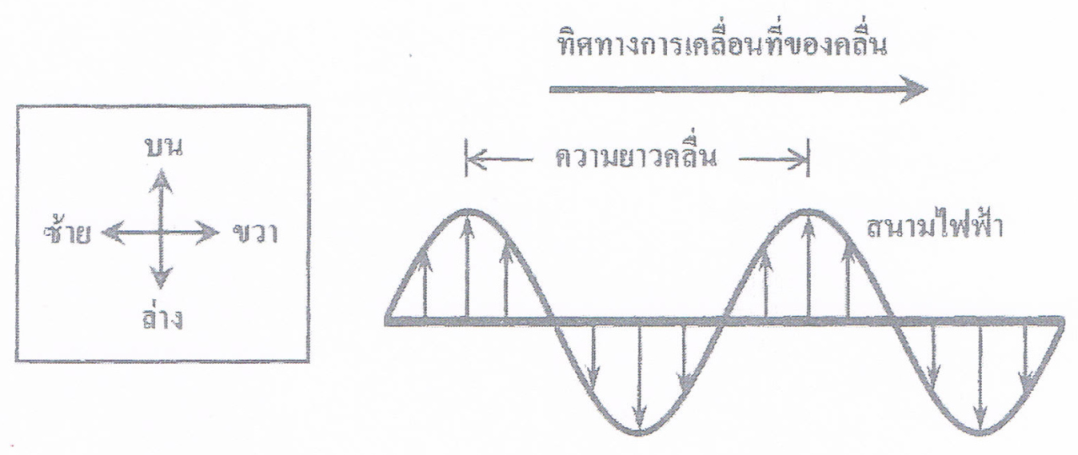 บน
ซ้าย ขวา
ล่าง
ทิศทางการเคลื่อนที่ของคลื่น
ความยาวคลื่น
สนามไฟฟ้า